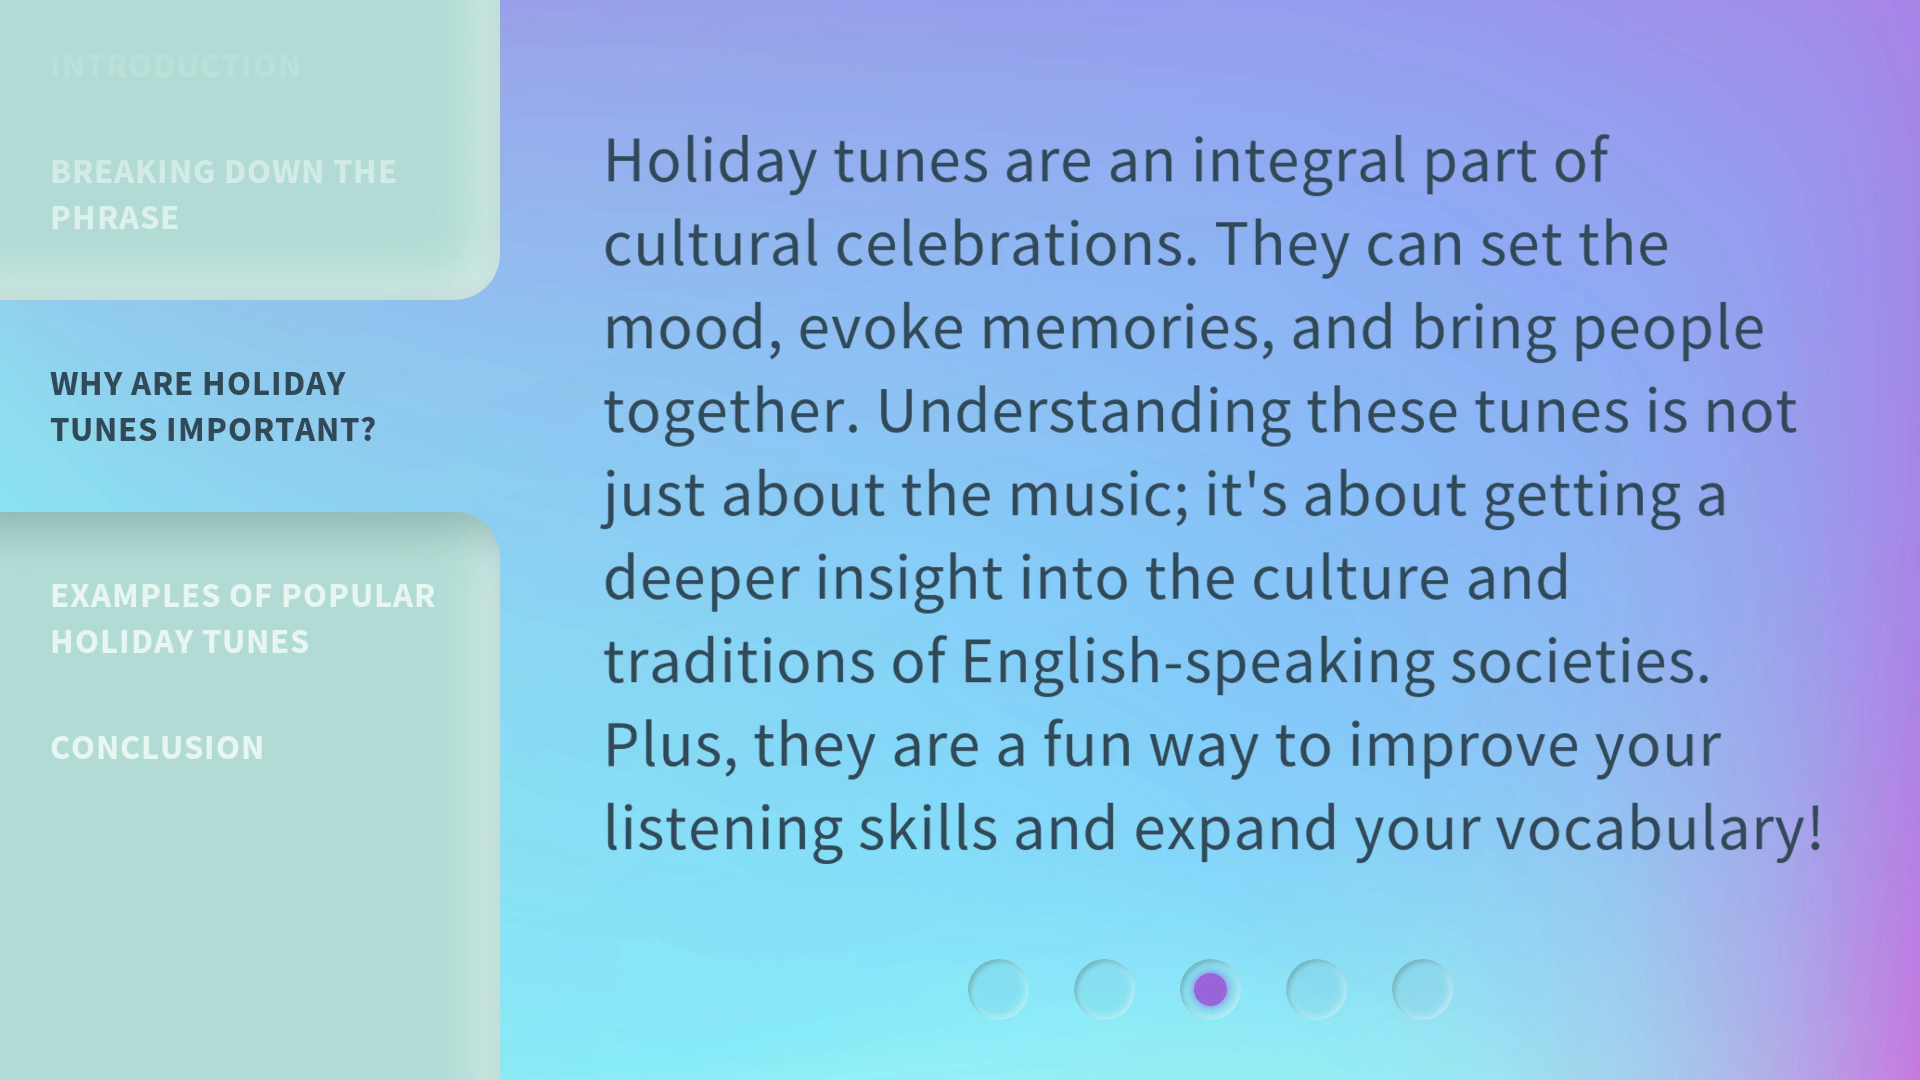 INTRODUCTION
BREAKING DOWN THE
PHRASE
WHY ARE HOLIDAY
TUNES IMPORTANT?
EXAMPLES OF POPULAR
HOLIDAY TUNES
CONCLUSION
Holiday tunes are an integral part of
cultural celebrations. They can set the
mood, evoke memories, and bring people
together. Understanding these tunes is not
just about the music; it's about getting a
deeper insight into the culture and
traditions of English-speaking societies.
Plus, they are a fun way to improve your
listening skills and expand your vocabulary!